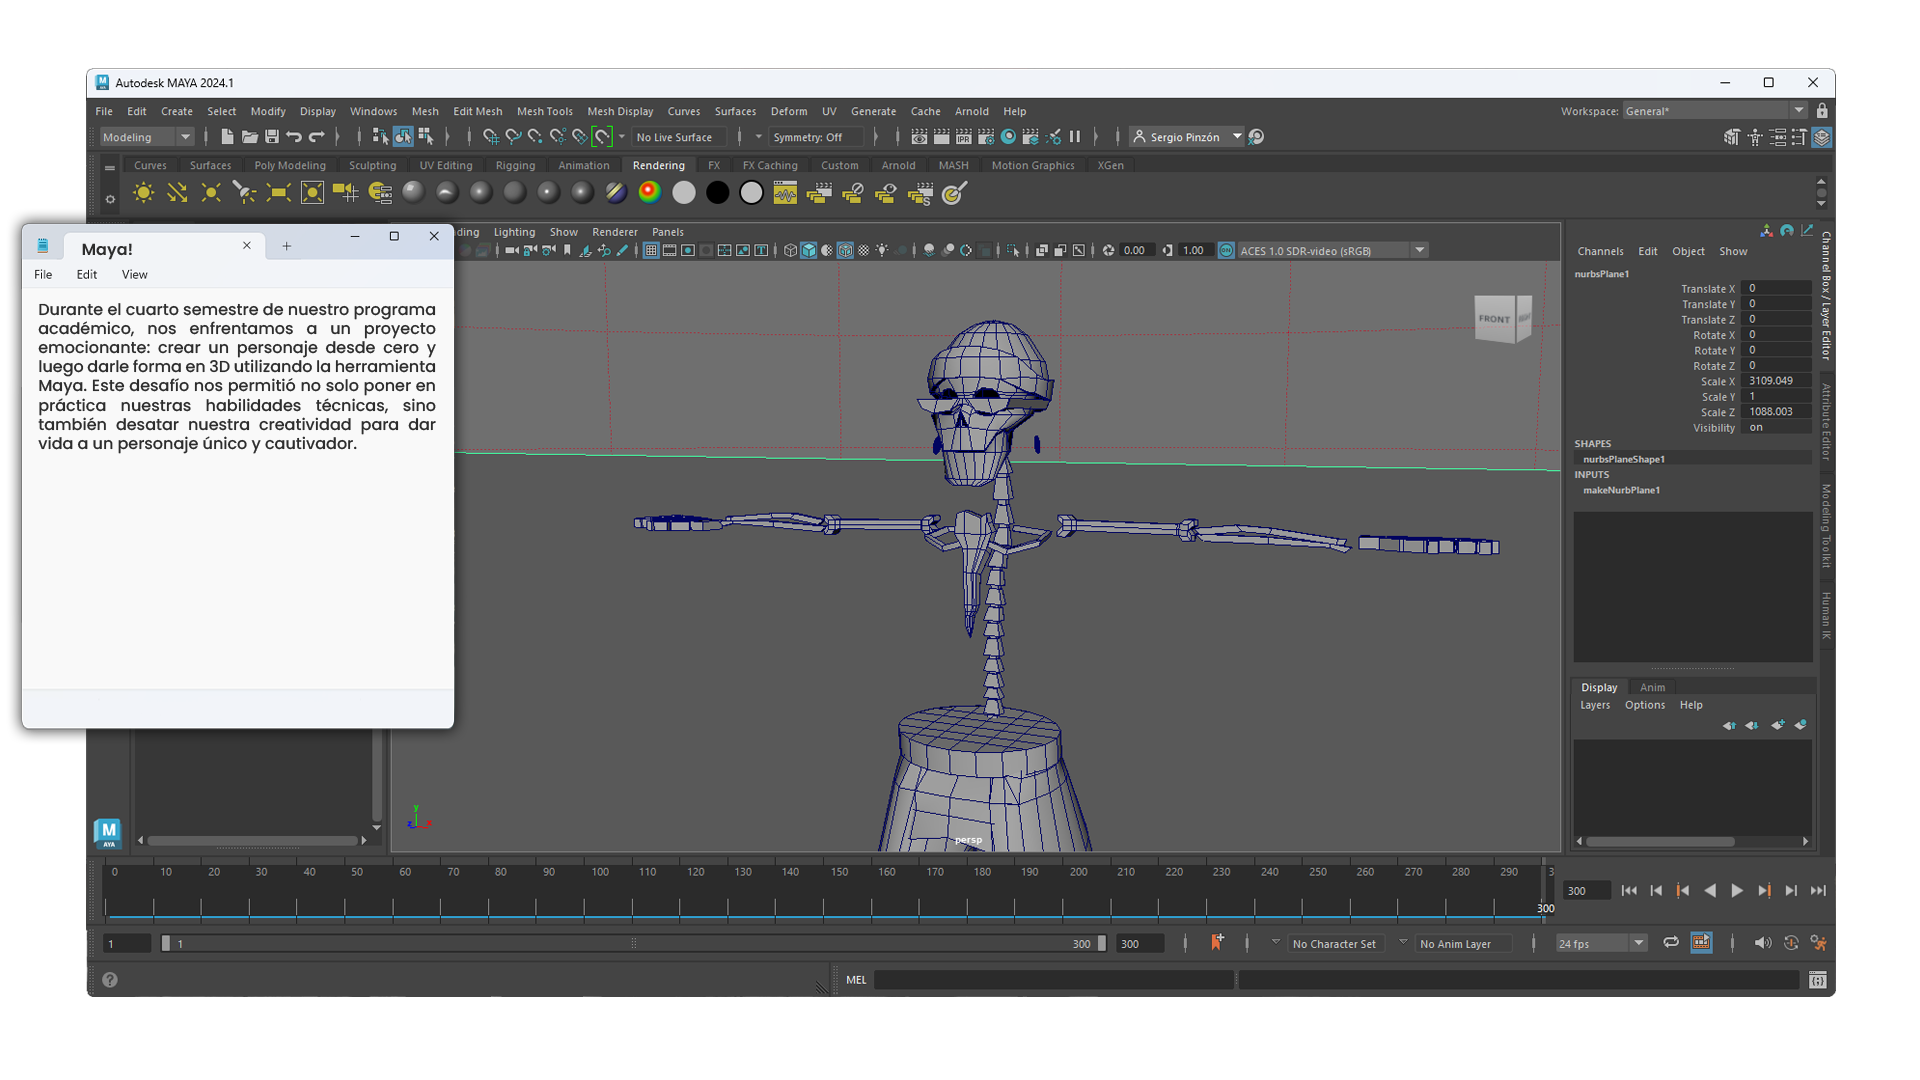 Autodesk MAYA 2024.1
File Edit Create Select Modify Display Windows Mesh Edit Mesh Mesh Tools Mesh Display Curves Surfaces Deform UV Generate Cache Arnold Help Workspace: General*
Modeling No Live Surface Symmetry: Off IPR Sergio Pinzón
Curves Surfaces Poly Modeling Sculpting UV Editing Rigging Animation Rendering FX FX Caching Custom Arnold MASH Motion Graphics XGen
Lighting Show Renderer Panels
0.00 1.00 ACES 1.0 SDR-video (sRGB)
Maya!
File Edit View
Durante el cuarto semestre de nuestro programa
académico, nos enfrentamos a un proyecto
emocionante: crear un personaje desde cero y
luego darle forma en 3D utilizando la herramienta
Maya. Este desafío nos permitió no solo poner en
práctica nuestras habilidades técnicas, sino
también desatar nuestra creatividad para dar
vida a un personaje único y cautivador.
FRONT
persp
Channels Edit Object Show
nurbsPlane1
Translate X 0
Translate Y 0
Translate Z 0
Rotate X 0
Rotate Y 0
Rotate Z 0
Scale X 3109.049
Scale Y 1
Scale Z 1088.003
Visibility on
SHAPES
nurbsPlaneShape1
INPUTS
makeNurbPlane1
Channel Box / Layer Editor
Attribute Editor
Modeling Toolkit
Human IK
Display Anim
Layers Options Help
M
AYA
0 10 20 30 40 50 60 70 80 90 100 110 120 130 140 150 160 170 180 190 200 210 220 230 240 250 260 270 280 290 3
300
300
1 1 300 300 No Character Set No Anim Layer 24 fps
MEL